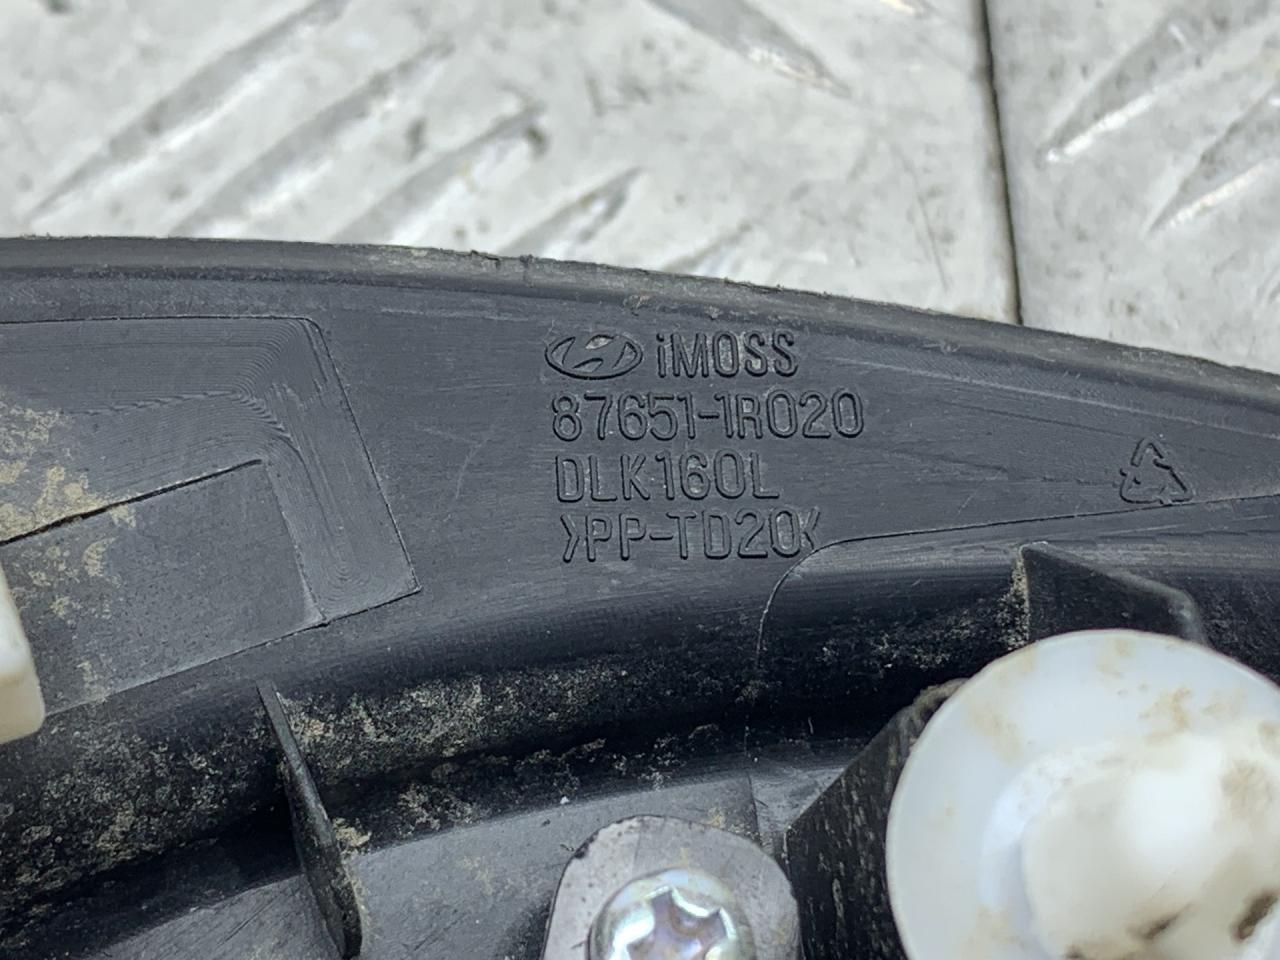 iMOSS
87651-1R020
DLK160L
>PP-TD20<